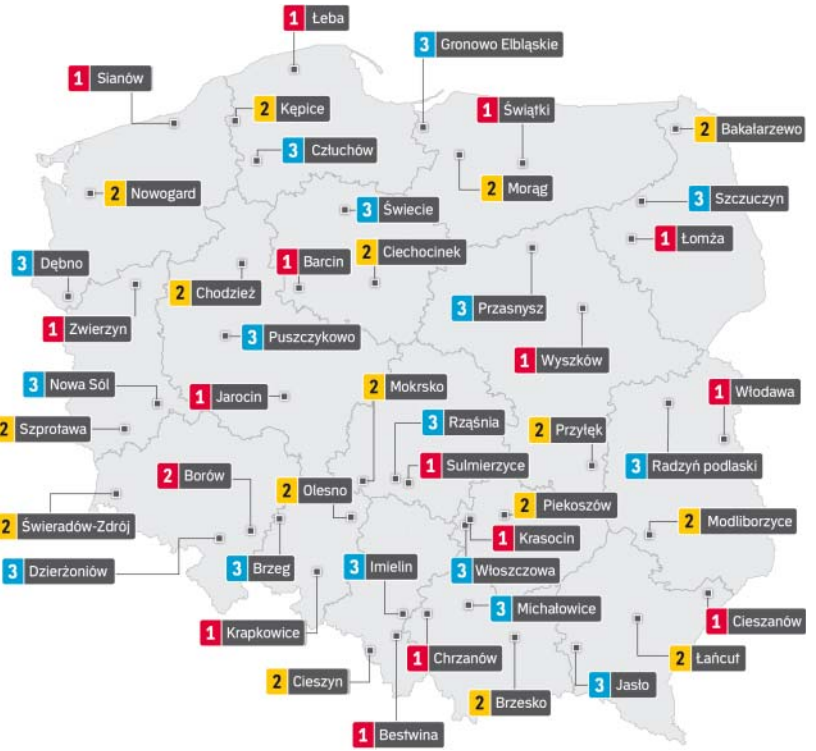 1 Łeba
3 Gronowo Elbląskie
1 Sianów
2 Kępice
1 Świątki
2 Bakałarzewo
3 Człuchów
2 Nowogard
2 Morąg
3 Szczuczyn
3 Świecie
1 Łomża
3 Dębno
1 Barcin
2 Ciechocinek
2 Chodzież
3 Przasnysz
1 Zwierzyn
3 Puszczykowo
1 Wyszków
3 Nowa Sól
1 Jarocin
2 Mokrsko
1 Włodawa
2 Szprotawa
3 Rząśnia
2 Przyłęk
2 Borów
1 Sulmierzyce
3 Radzyń podlaski
2 Olesno
2 Piekoszów
2 Świeradów-Zdrój
2 Modliborzyce
1 Krasocin
3 Dzierżoniów
3 Brzeg
3 Imielin
3 Włoszczowa
3 Michałowice
1 Cieszanów
1 Krapkowice
1 Chrzanów
2 Łańcut
2 Cieszyn
3 Jasło
2 Brzesko
1 Bestwina